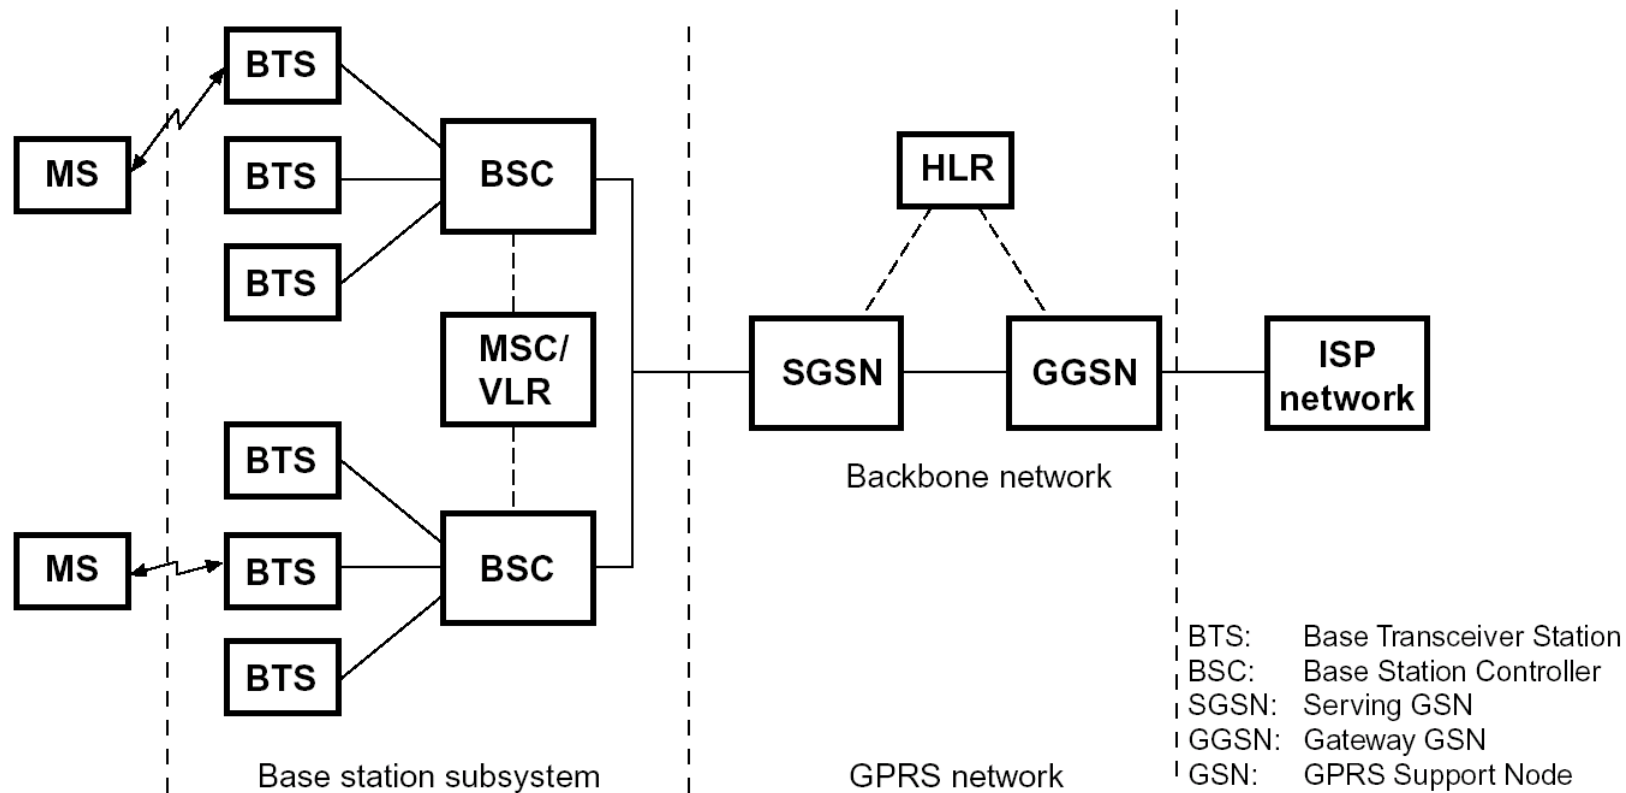 BTS
MS
BTS
BSC
HLR
BTS
MSC/
VLR
SGSN
GGSN
ISP
network
BTS
Backbone network
MS
BTS
BSC
BTS
BTS: Base Transceiver Station
BSC: Base Station Controller
SGSN: Serving GSN
GGSN: Gateway GSN
GSN: GPRS Support Node
Base station subsystem
GPRS network